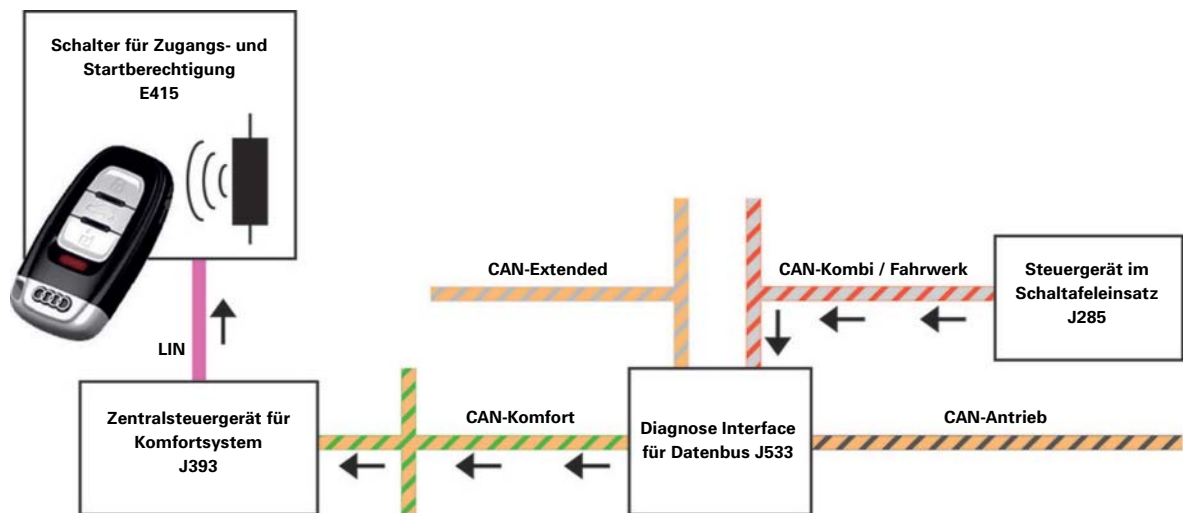 Schalter für Zugangs- und
Startberechtigung
E415
CAN-Extended
CAN-Kombi / Fahrwerk
Steuergerät im
Schaltafeleinsatz
J285
LIN
Zentralsteuergerät für
Komfortsystem
J393
CAN-Komfort
Diagnose Interface
für Datenbus J533
CAN-Antrieb